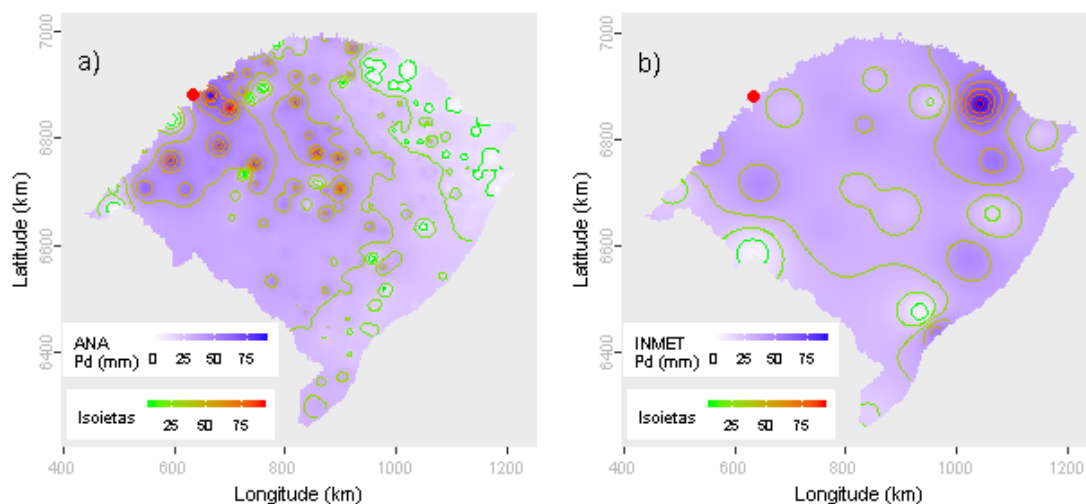 a)
7000
6800
6600
6400
Latitude (km)
ANA
Pd (mm) 0 25 50 75
Isoietas 25 50 75
400 600 800 1000 1200
Longitude (km)
b)
7000
6800
6600
6400
Latitude (km)
INMET
Pd (mm) 0 25 50 75
Isoietas 25 50 75
400 600 800 1000 1200
Longitude (km)